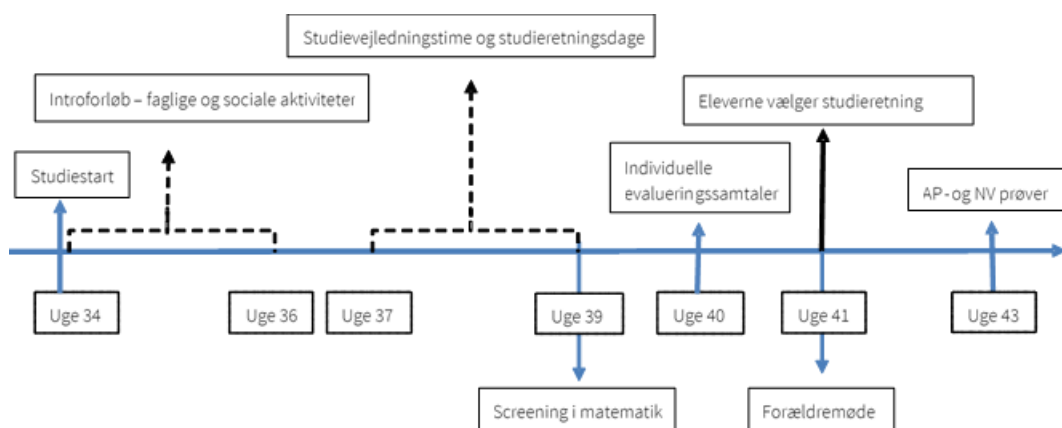 Studievejledningstime og studieretningsdage
Introforløb – faglige og sociale aktiviteter
Eleverne vælger studieretning
Studiestart
Individuelle
evalueringssamtaler
AP- og NV prøver
Uge 34
Uge 36
Uge 37
Uge 39
Uge 40
Uge 41
Uge 43
Screening i matematik
Forældremøde